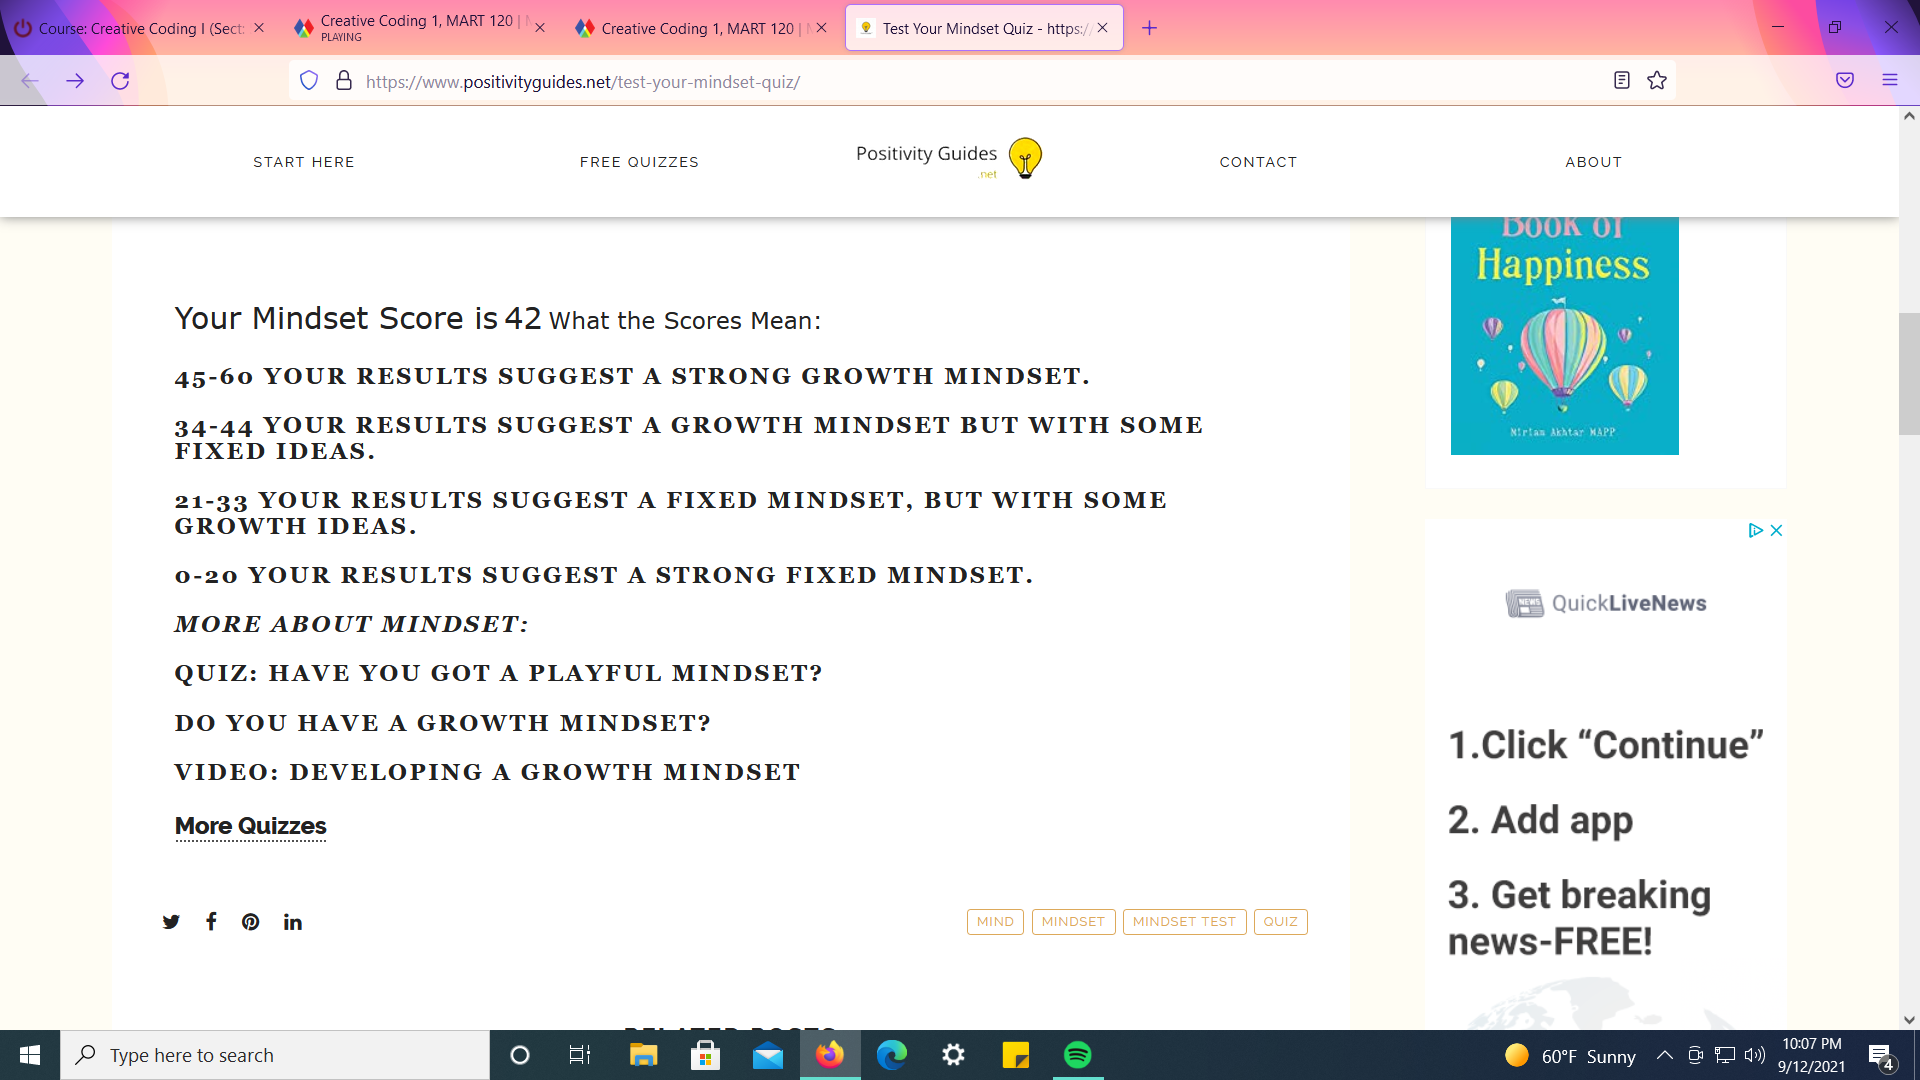 Course: Creative Coding I (Sect
Creative Coding 1, MART 120 |
PLAYING
Creative Coding 1, MART 120 |
Test Your Mindset Quiz - https:/
https://www.positivityguides.net/test-your-mindset-quiz/
START HERE
FREE QUIZZES
Positivity Guides
.net
CONTACT
ABOUT
Book of
Happiness
Miriam Akhtar MAPP
Your Mindset Score is 42 What the Scores Mean:
45-60 YOUR RESULTS SUGGEST A STRONG GROWTH MINDSET.
34-44 YOUR RESULTS SUGGEST A GROWTH MINDSET BUT WITH SOME
FIXED IDEAS.
21-33 YOUR RESULTS SUGGEST A FIXED MINDSET, BUT WITH SOME
GROWTH IDEAS.
0-20 YOUR RESULTS SUGGEST A STRONG FIXED MINDSET.
MORE ABOUT MINDSET:
QUIZ: HAVE YOU GOT A PLAYFUL MINDSET?
DO YOU HAVE A GROWTH MINDSET?
VIDEO: DEVELOPING A GROWTH MINDSET
More Quizzes
MIND
MINDSET
MINDSET TEST
QUIZ
RELATED POSTS
NEWS
QuickLiveNews
1.Click “Continue”
2. Add app
3. Get breaking
news-FREE!
Type here to search
60°F Sunny
10:07 PM
9/12/2021
4